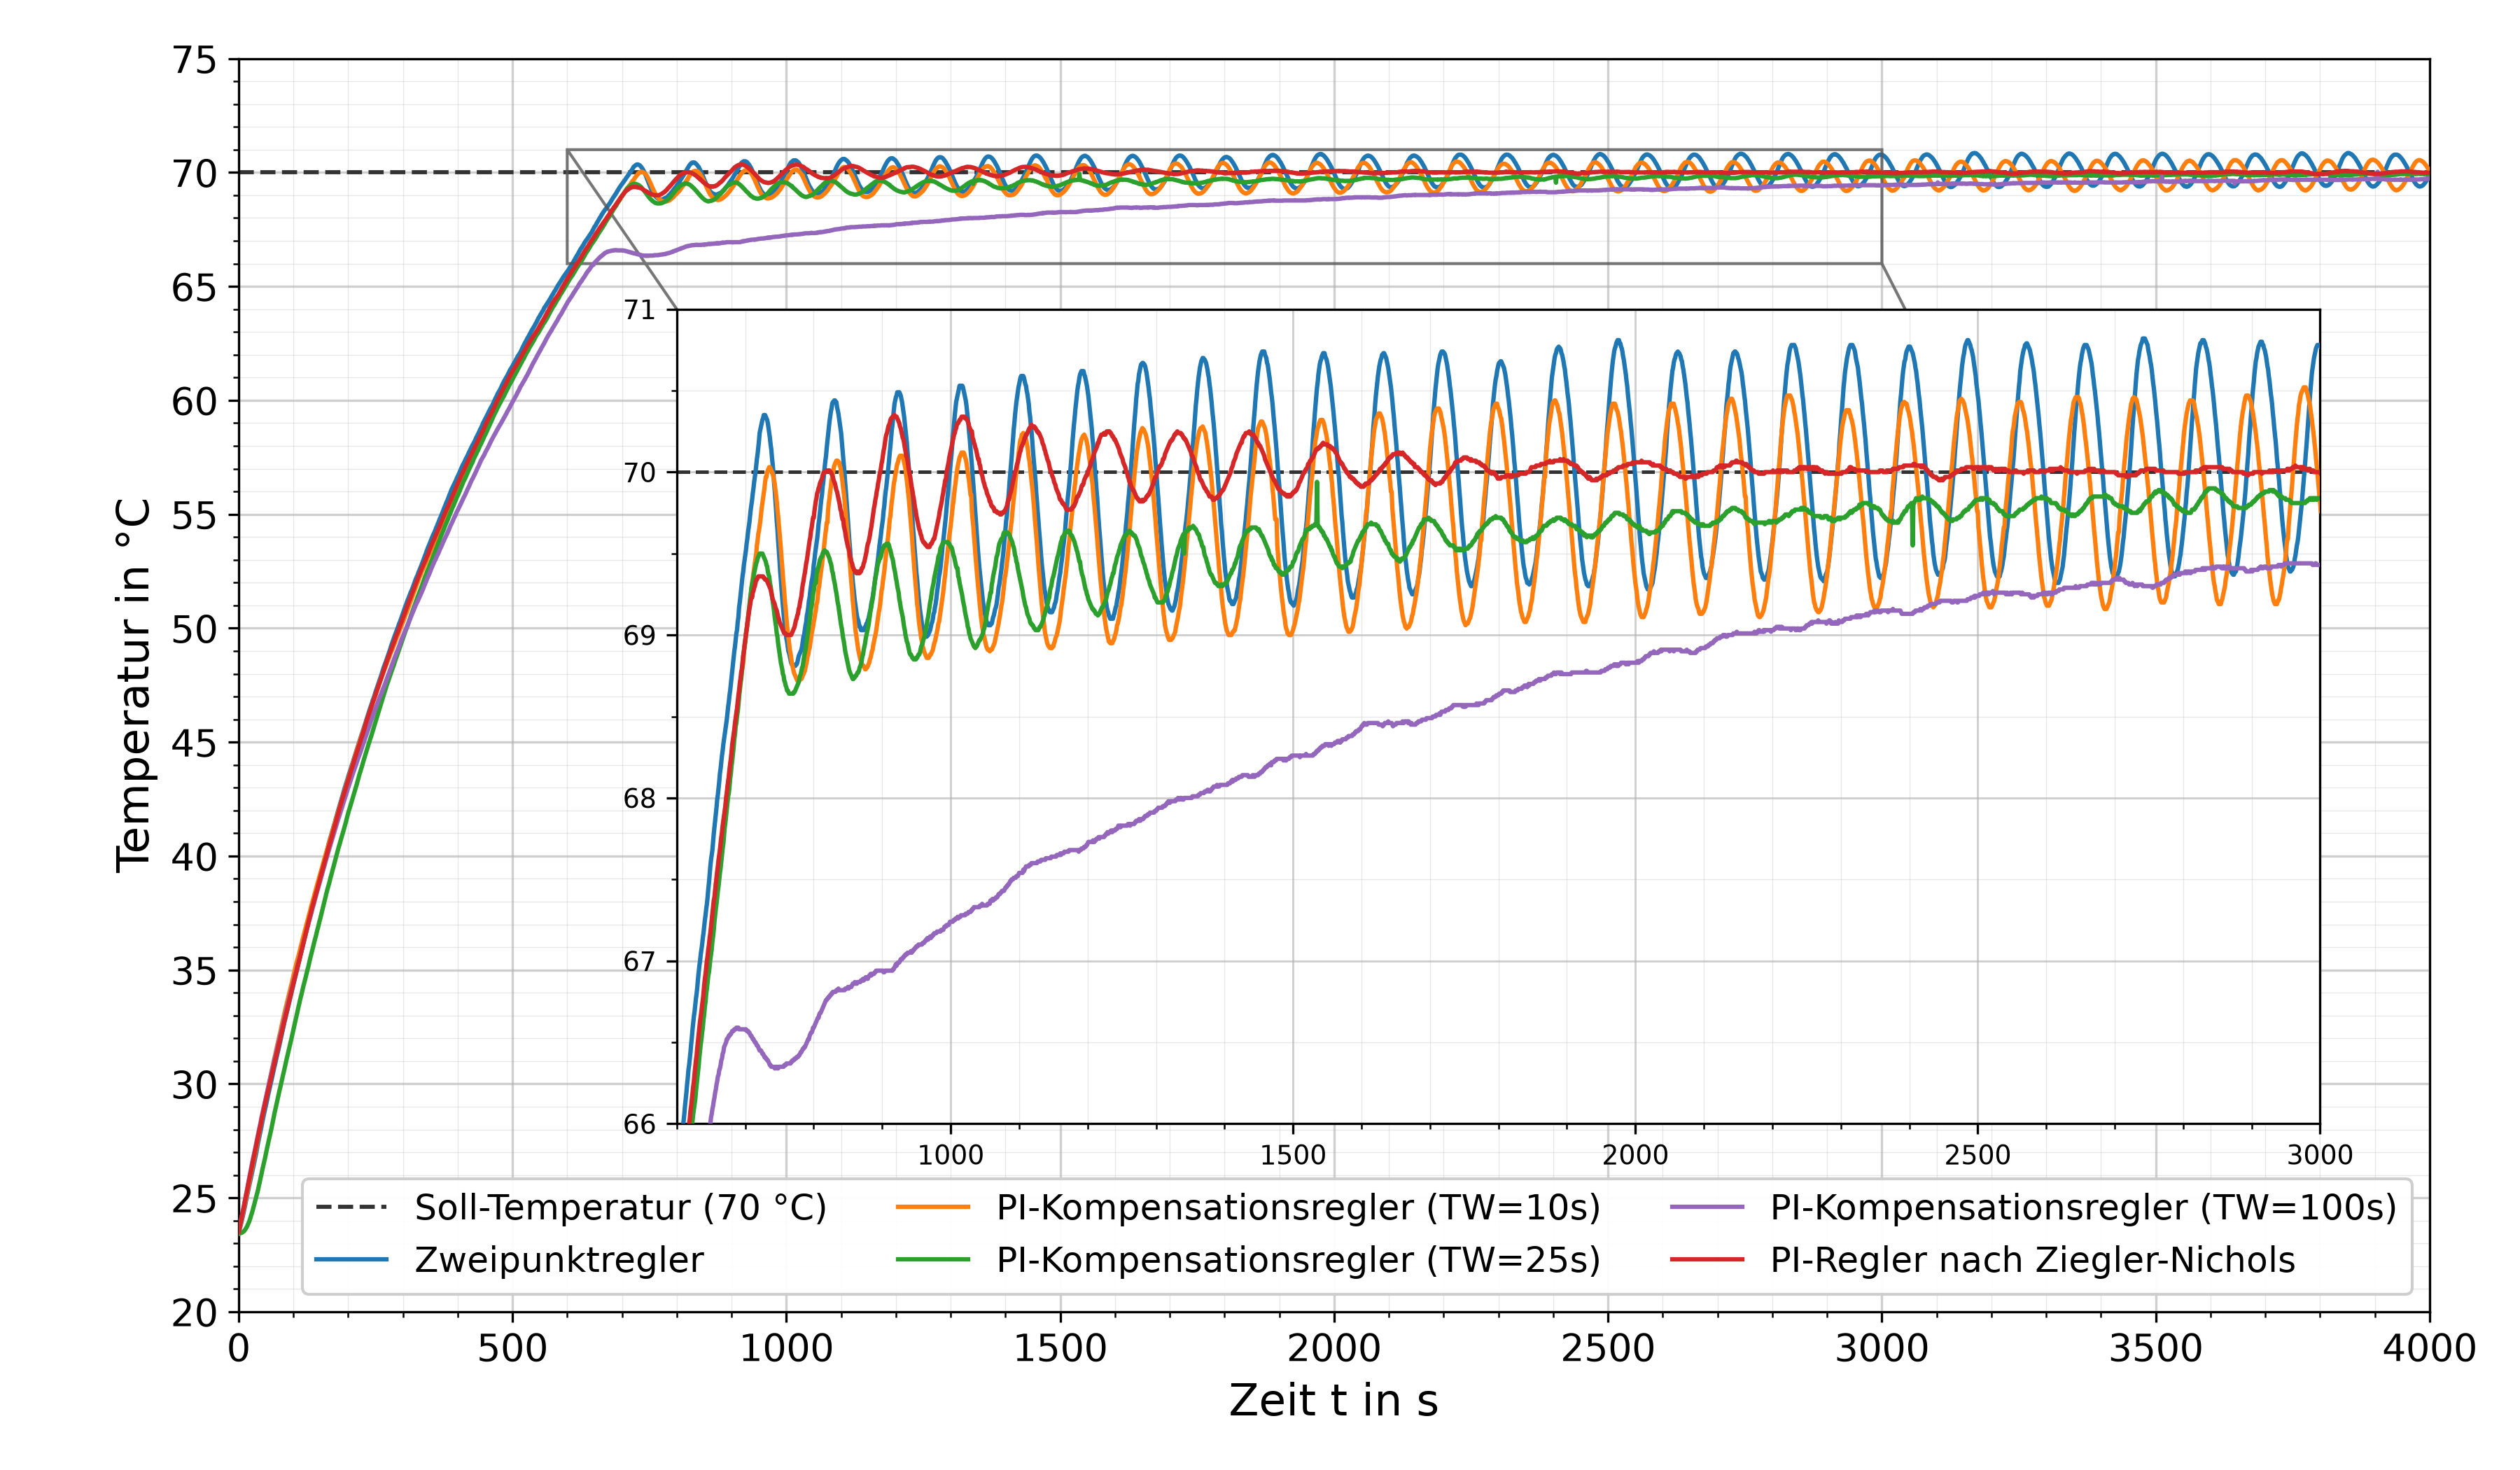 75
70
65
60
55
50
45
40
35
30
25
20
Temperatur in °C
71
70
69
68
67
66
1000 1500 2000 2500 3000
Soll-Temperatur (70 °C)
Zweipunktregler
PI-Kompensationsregler (TW=10s)
PI-Kompensationsregler (TW=25s)
PI-Kompensationsregler (TW=100s)
PI-Regler nach Ziegler-Nichols
0 500 1000 1500 2000 2500 3000 3500 4000
Zeit t in s